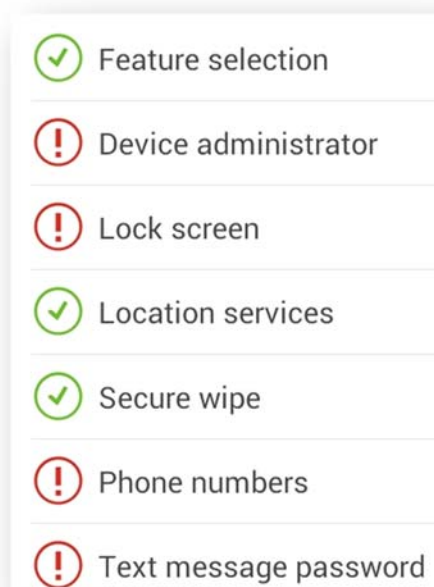 Feature selection
Device administrator
Lock screen
Location services
Secure wipe
Phone numbers
Text message password